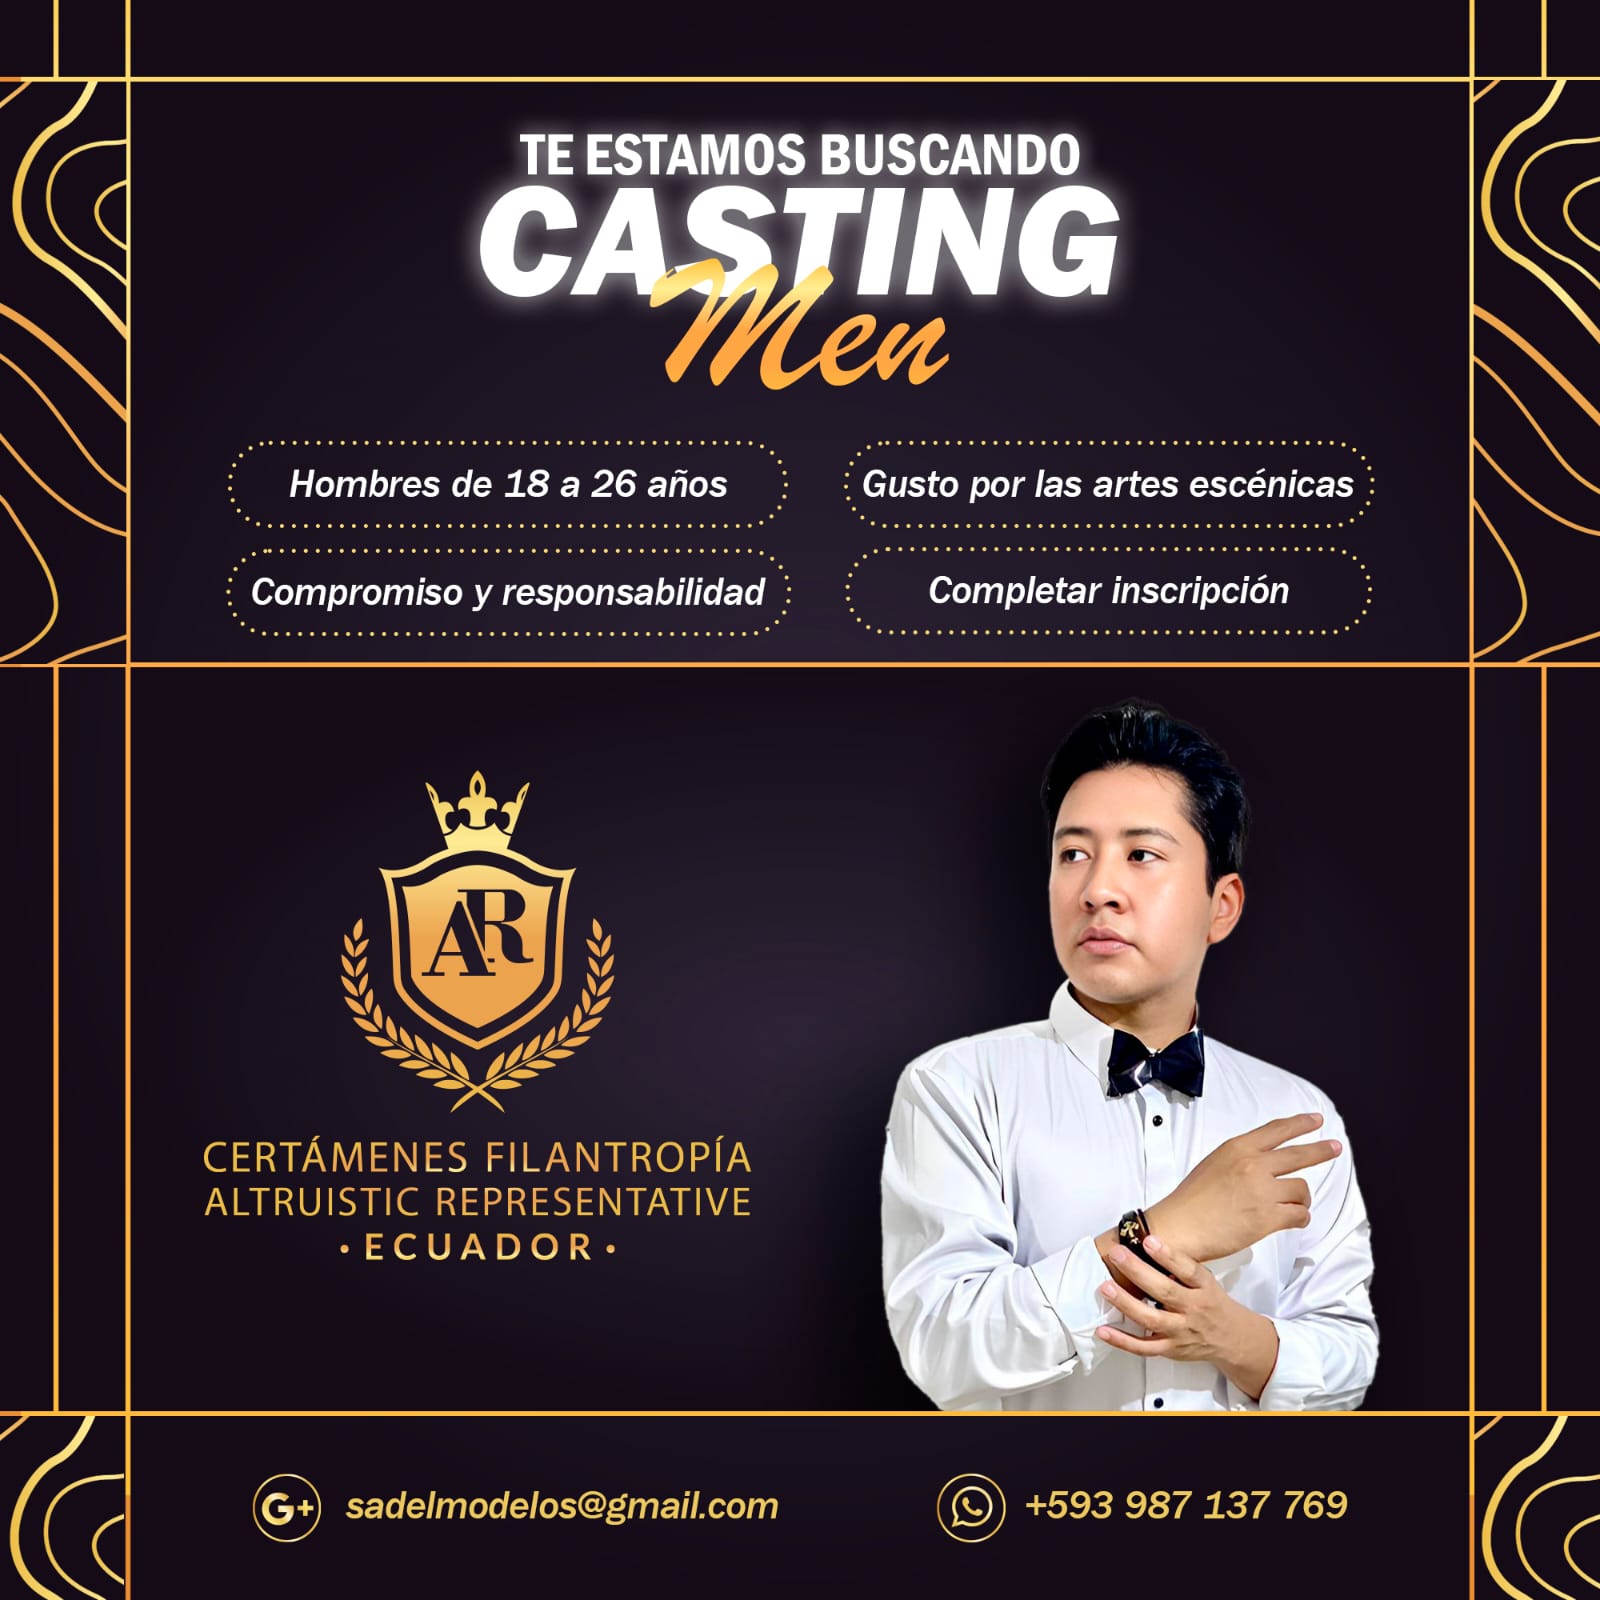 TE ESTAMOS BUSCANDO
CASTING
Men
Hombres de 18 a 26 años
Gusto por las artes escénicas
Compromiso y responsabilidad
Completar inscripción
AR
CERTÁMENES FILANTROPÍA
ALTRUISTIC REPRESENTATIVE
• ECUADOR •
G+ sadelmodelos@gmail.com
+593 987 137 769